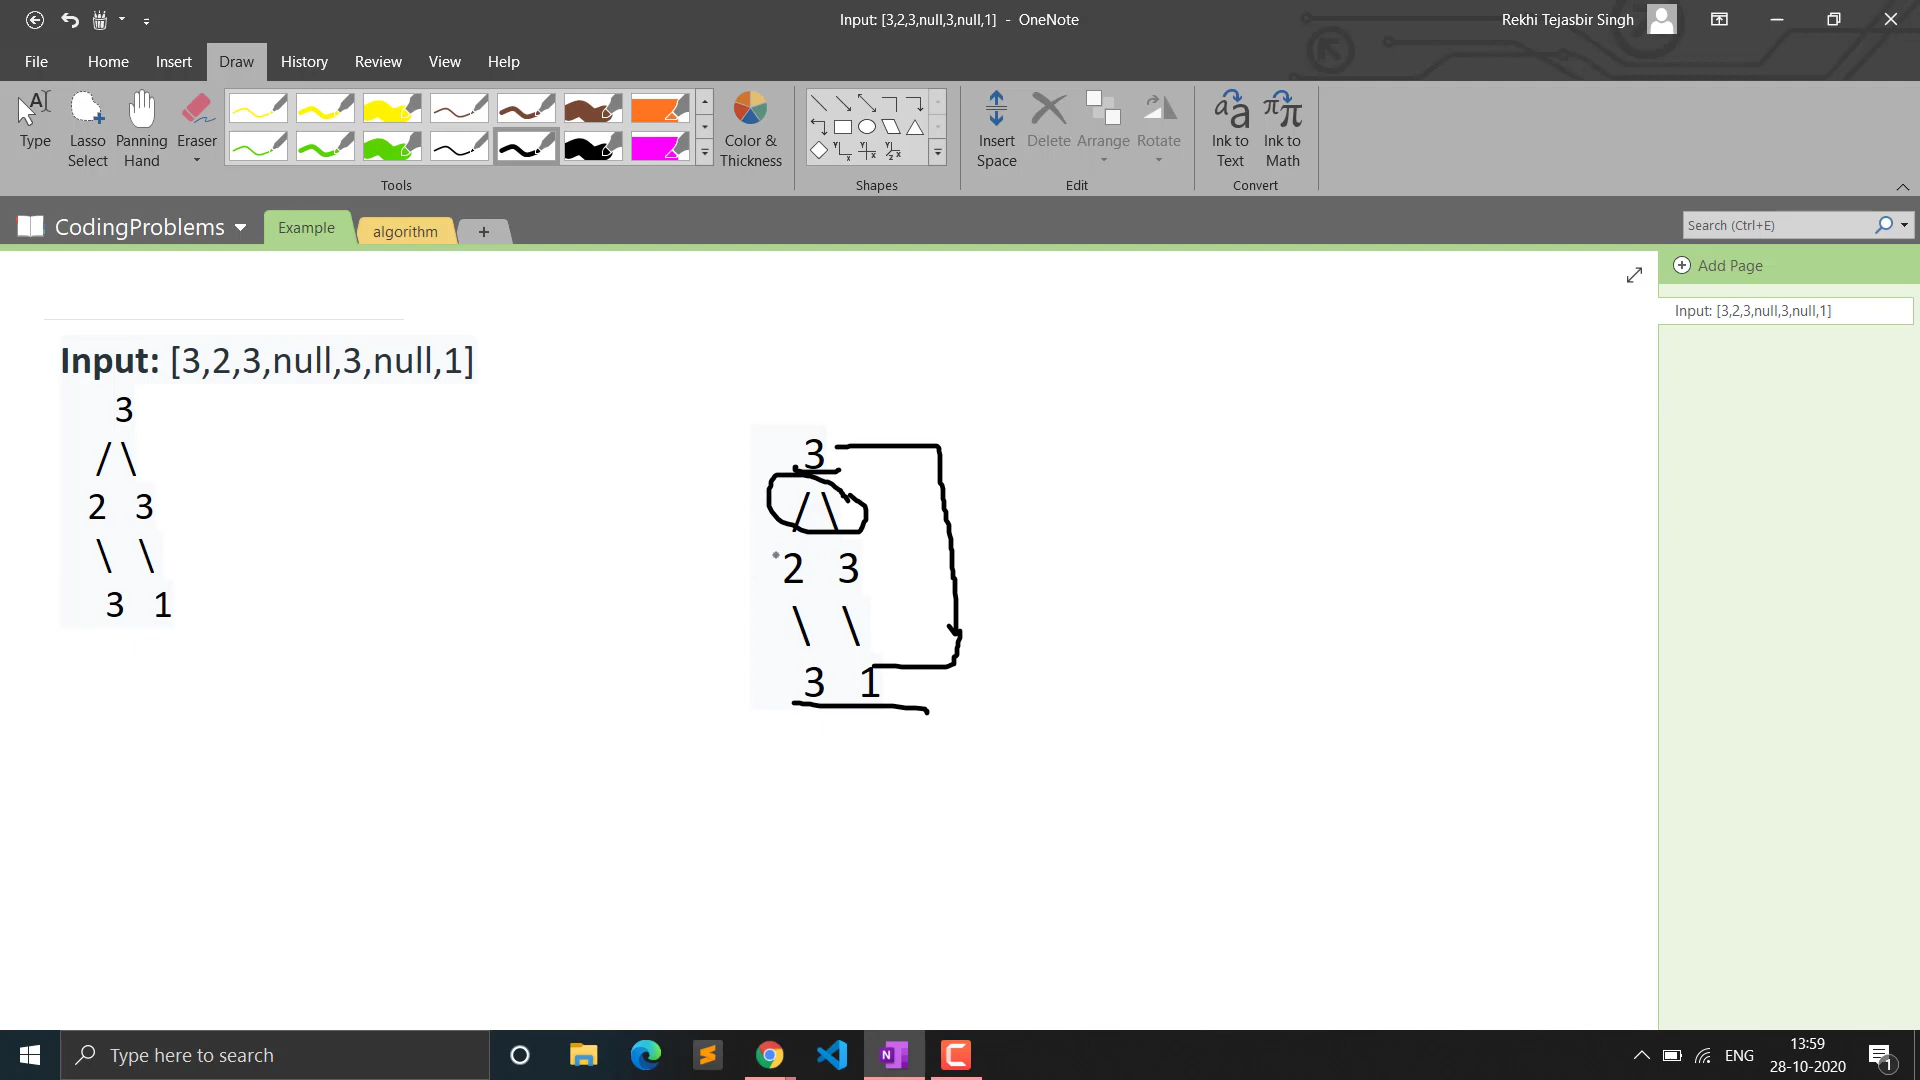 Input: [3,2,3,null,3,null,1] - OneNote
Rekhi Tejasbir Singh
File Home Insert Draw History Review View Help
Type
Lasso Select
Panning Hand
Eraser
Color & Thickness
Insert Space
Delete
Arrange
Rotate
Ink to Text
Ink to Math
Tools
Shapes
Edit
Convert
CodingProblems
Example
algorithm
Search (Ctrl+E)
Add Page
Input: [3,2,3,null,3,null,1]
Input: [3,2,3,null,3,null,1]
3
/ \
2 3
\ \
3 1
3
/ \
2 3
\ \
3 1
Type here to search
ENG
13:59
28-10-2020
1